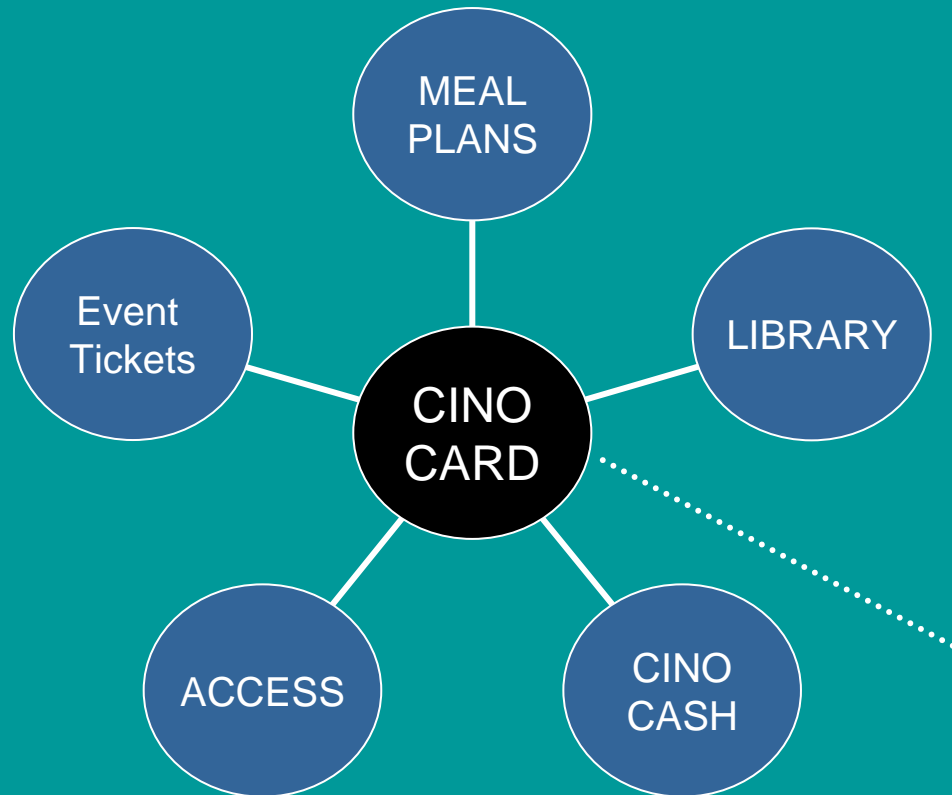 MEAL
PLANS
Event
Tickets
LIBRARY
CINO
CARD
ACCESS
CINO
CASH